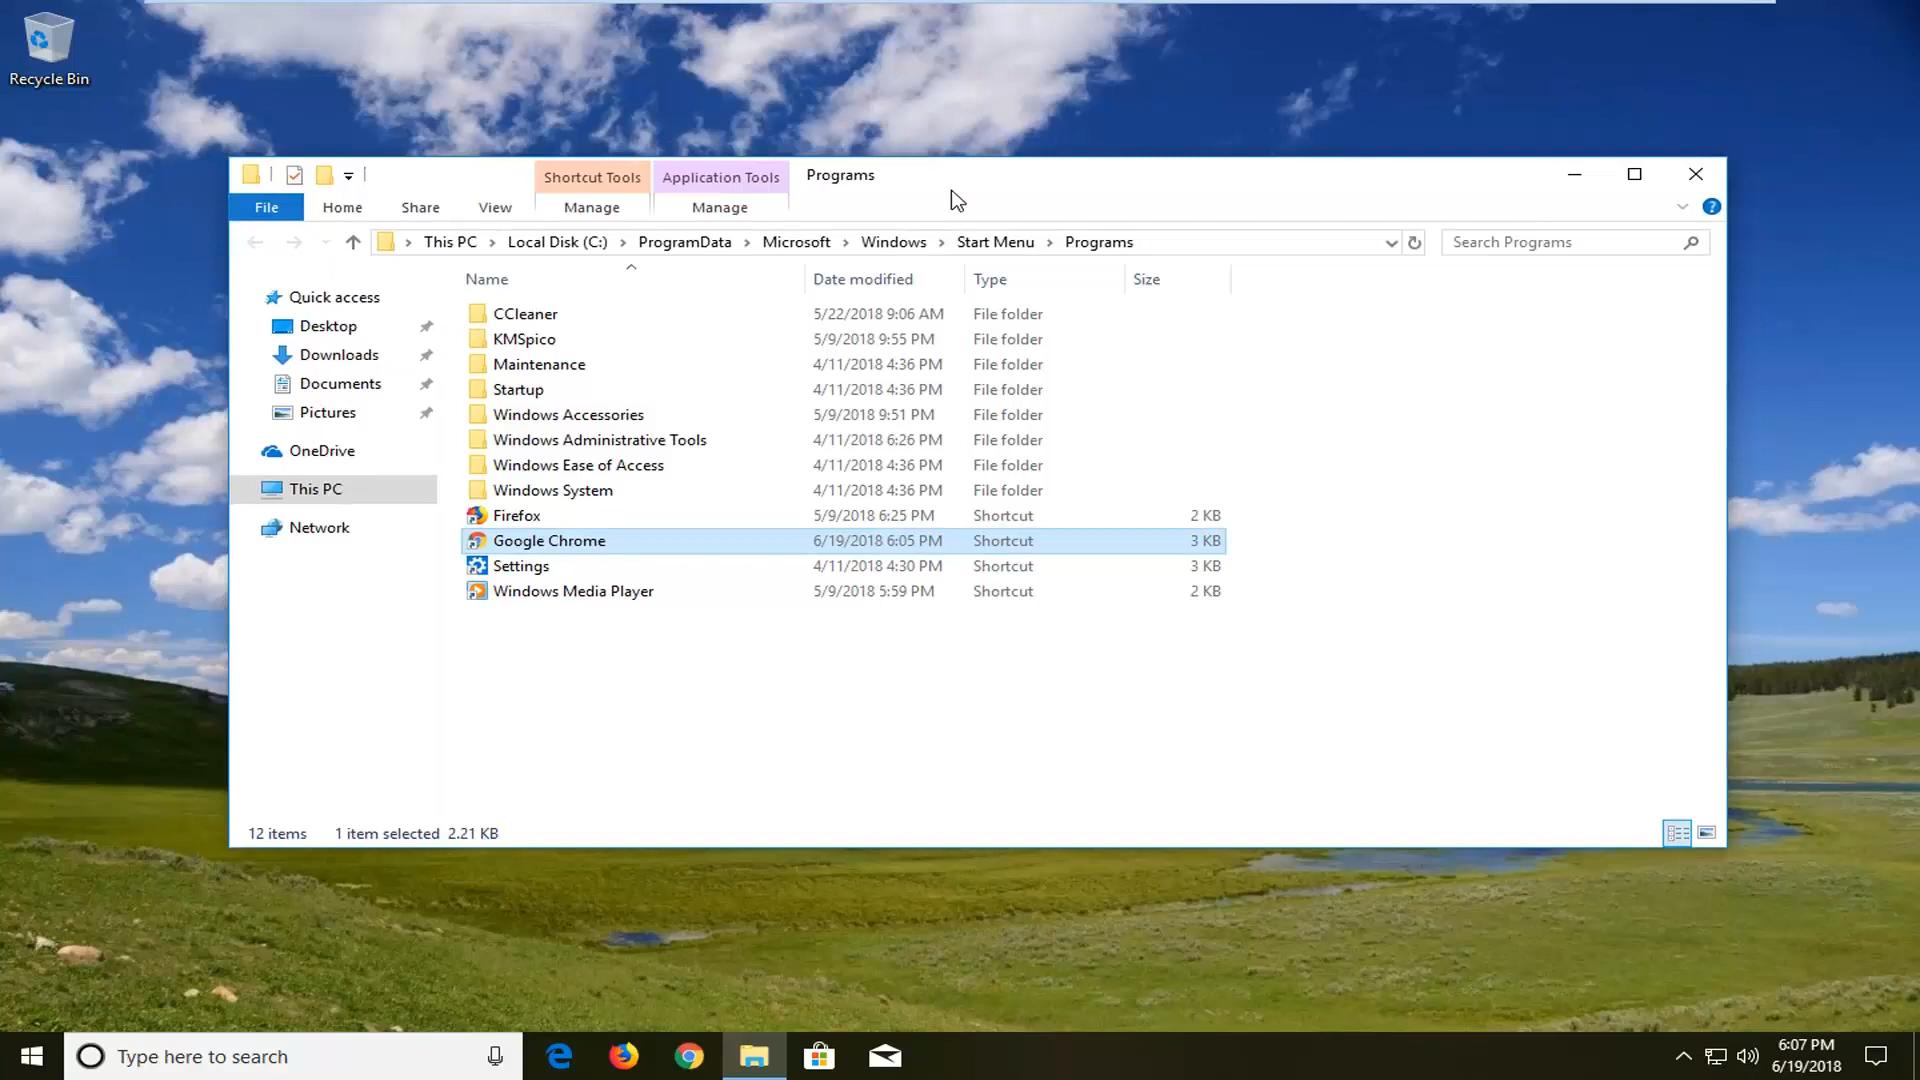 Recycle Bin
Shortcut Tools Application Tools Programs
File Home Share View Manage Manage
This PC Local Disk (C:) ProgramData Microsoft Windows Start Menu Programs Search Programs
Name Date modified Type Size
Quick access
Desktop
Downloads
Documents
Pictures
OneDrive
This PC
Network
CCleaner 5/22/2018 9:06 AM File folder
KMSpico 5/9/2018 9:55 PM File folder
Maintenance 4/11/2018 4:36 PM File folder
Startup 4/11/2018 4:36 PM File folder
Windows Accessories 5/9/2018 9:51 PM File folder
Windows Administrative Tools 4/11/2018 6:26 PM File folder
Windows Ease of Access 4/11/2018 4:36 PM File folder
Windows System 4/11/2018 4:36 PM File folder
Firefox 5/9/2018 6:25 PM Shortcut 2 KB
Google Chrome 6/19/2018 6:05 PM Shortcut 3 KB
Settings 4/11/2018 4:30 PM Shortcut 3 KB
Windows Media Player 5/9/2018 5:59 PM Shortcut 2 KB
12 items 1 item selected 2.21 KB
Type here to search
6:07 PM
6/19/2018